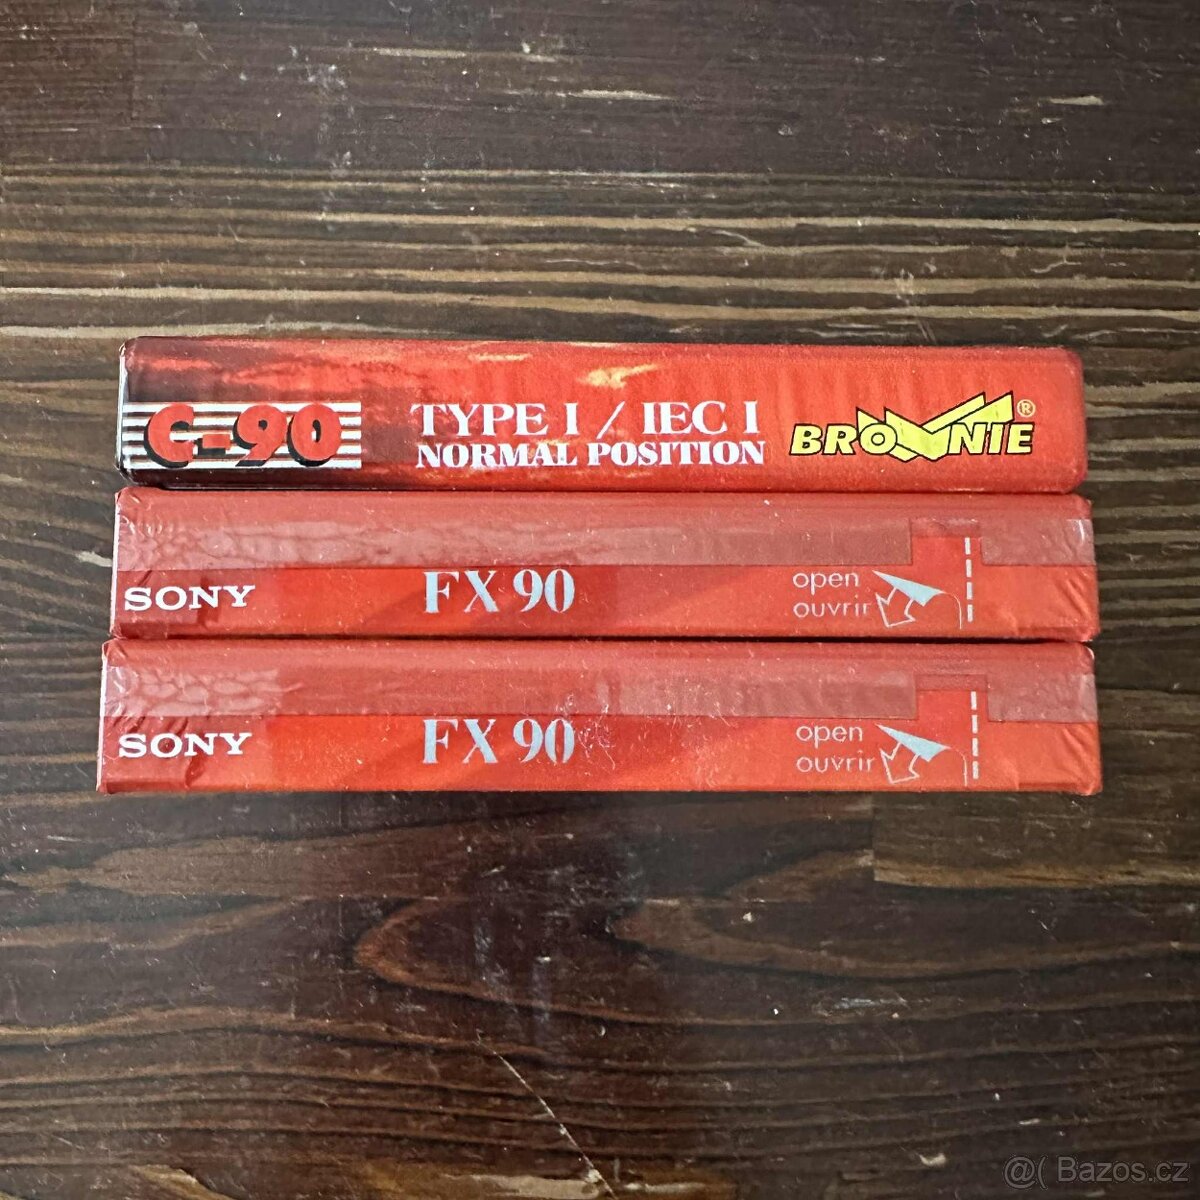 C-90 TYPE I / IEC I BROWNIE®
NORMAL POSITION
SONY FX 90 open
ouvrir
SONY FX 90 open
ouvrir
@( Bazos.cz